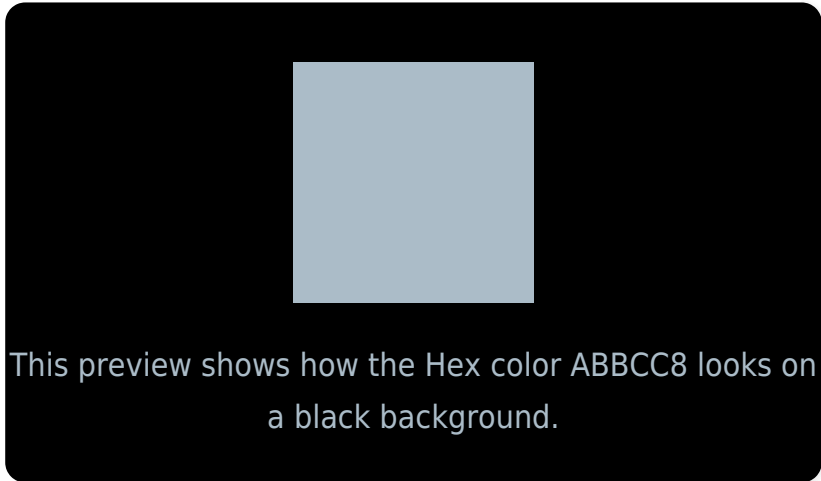 This preview shows how the Hex color ABBCC8 looks on
a black background.